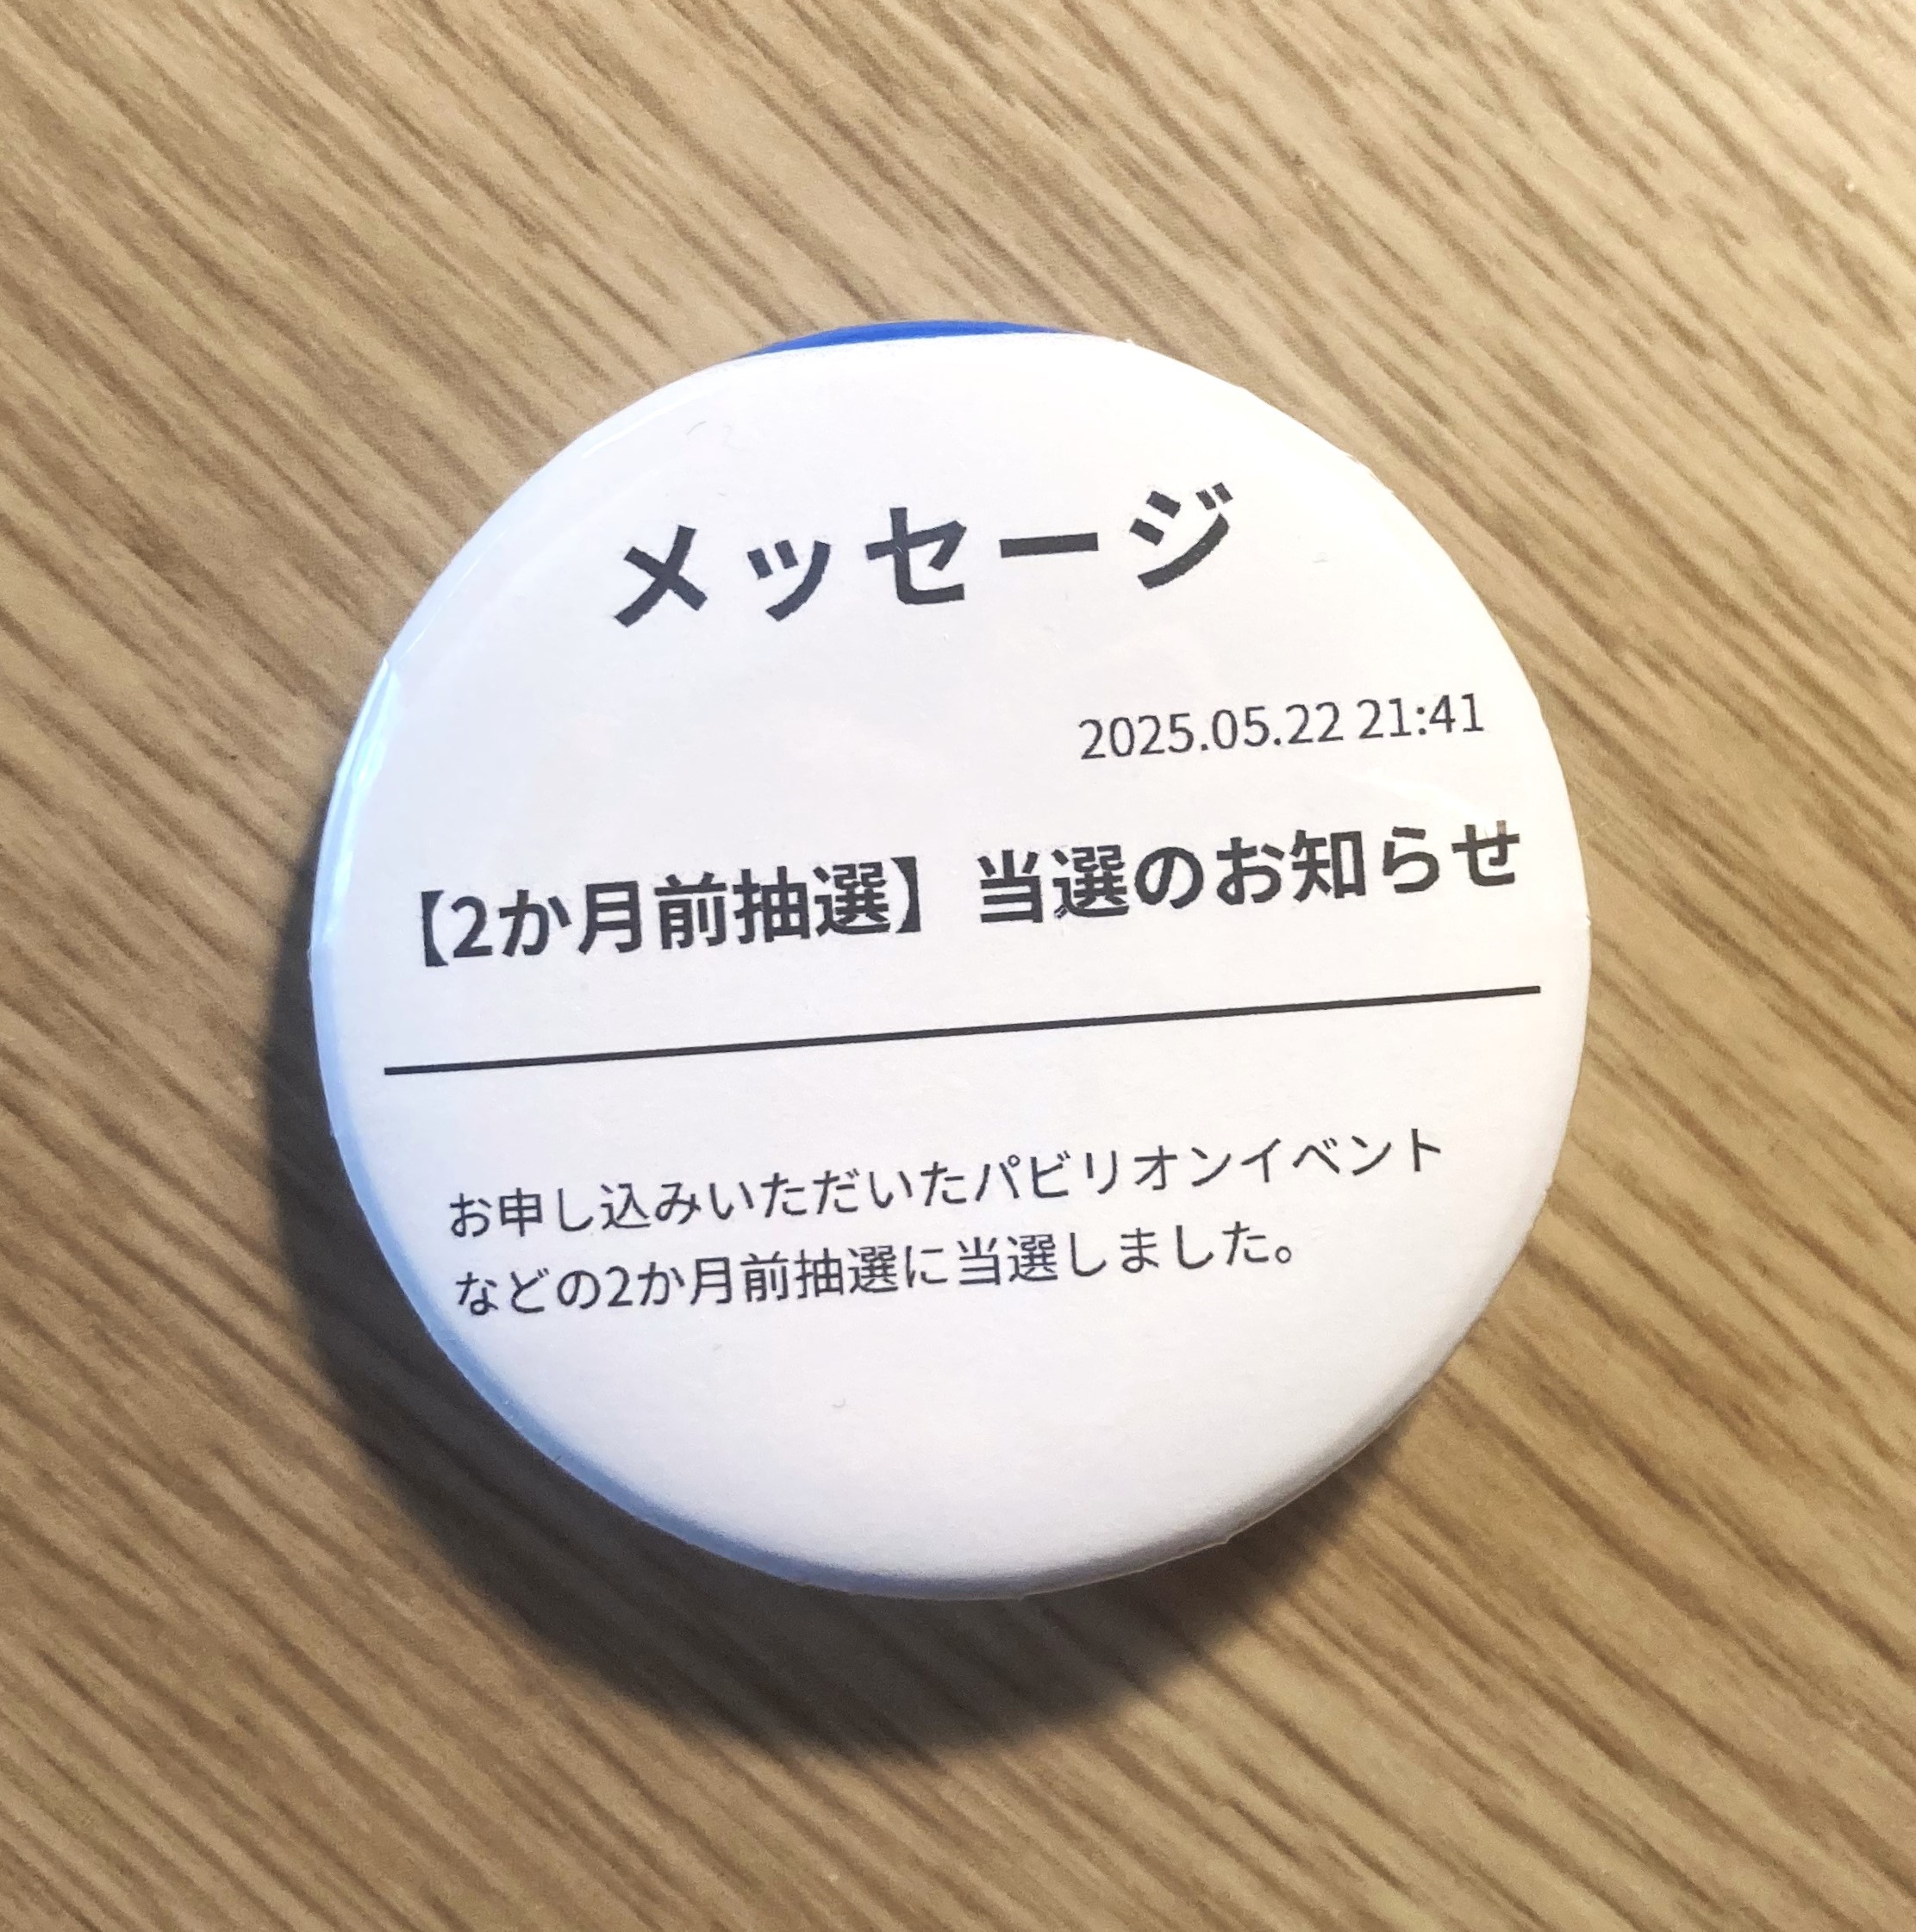 メッセージ
2025.05.22 21:41
【2か月前抽選】当選のお知らせ
お申し込みいただいたパビリオンイベント
などの2か月前抽選に当選しました。